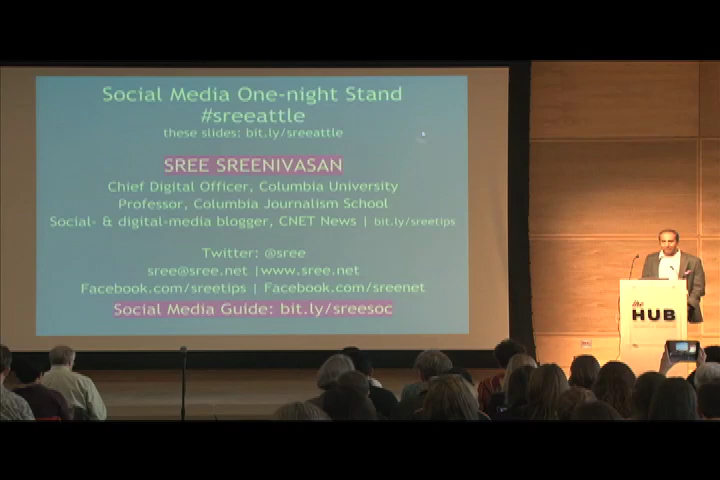 Social Media One-night Stand
#sreeattle
these slides: bit.ly/sreeattle
SREE SREENIVASAN
Chief Digital Officer, Columbia University
Professor, Columbia Journalism School
Social- & digital-media blogger, CNET News | bit.ly/sreetips
Twitter: @sree
sree@sree.net |www.sree.net
Facebook.com/sreetips | Facebook.com/sreenet
Social Media Guide: bit.ly/sreesoc
the
HUB